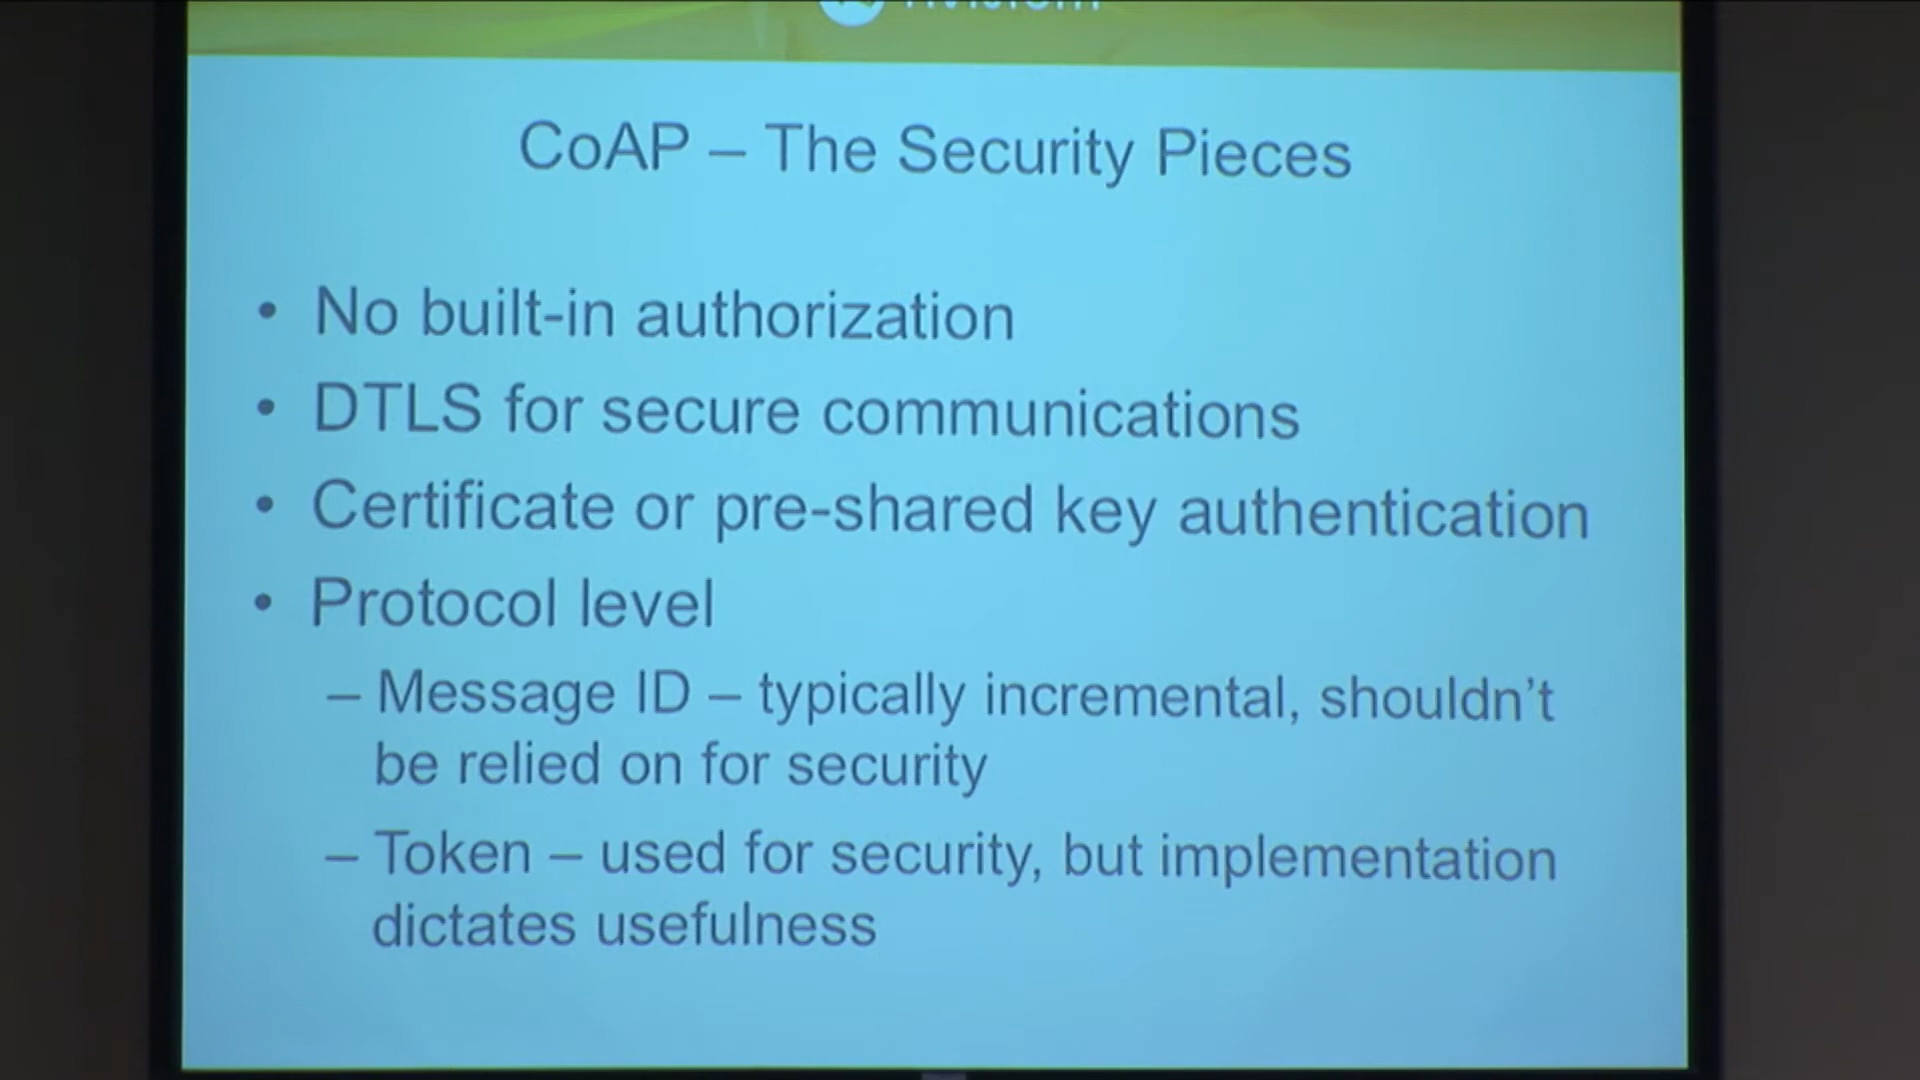 CoAP – The Security Pieces
• No built-in authorization
• DTLS for secure communications
• Certificate or pre-shared key authentication
• Protocol level
– Message ID – typically incremental, shouldn't
be relied on for security
– Token – used for security, but implementation
dictates usefulness